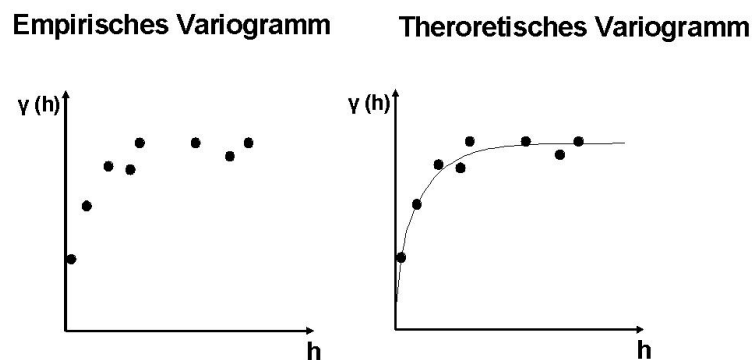 Empirisches Variogramm
Theroretisches Variogramm
γ (h)
h
γ (h)
h